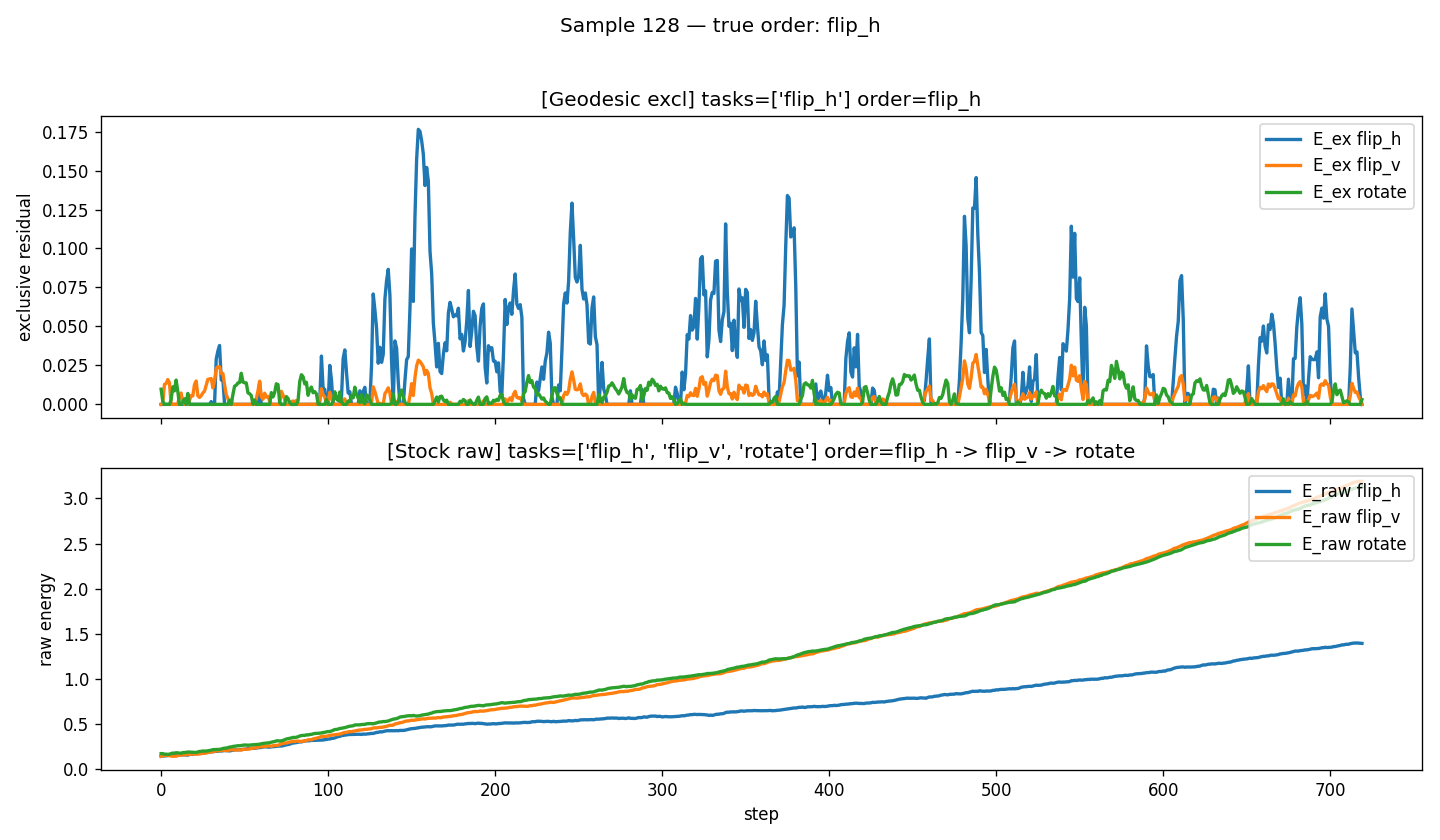 Sample 128 — true order: flip_h
[Geodesic excl] tasks=['flip_h'] order=flip_h
exclusive residual
0.175
0.150
0.125
0.100
0.075
0.050
0.025
0.000
E_ex flip_h
E_ex flip_v
E_ex rotate
[Stock raw] tasks=['flip_h', 'flip_v', 'rotate'] order=flip_h -> flip_v -> rotate
raw energy
3.0
2.5
2.0
1.5
1.0
0.5
0.0
E_raw flip_h
E_raw flip_v
E_raw rotate
0 100 200 300 400 500 600 700
step